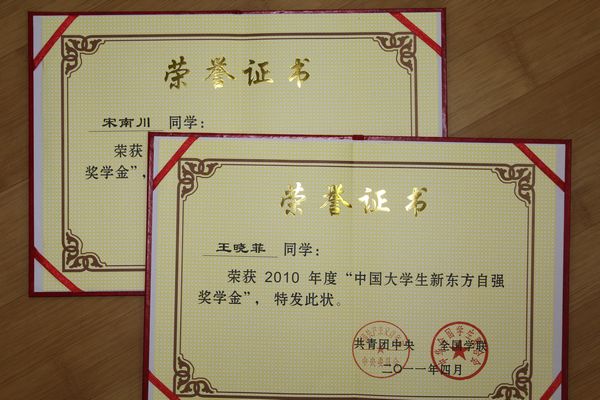 荣誉证书
宋南川 同学：
荣获
奖学金”，
荣誉证书
王晓菲 同学：
荣获 2010 年度“中国大学生新东方自强
奖学金”，特发此状。
共青团中央 全国学联
二〇一一年四月